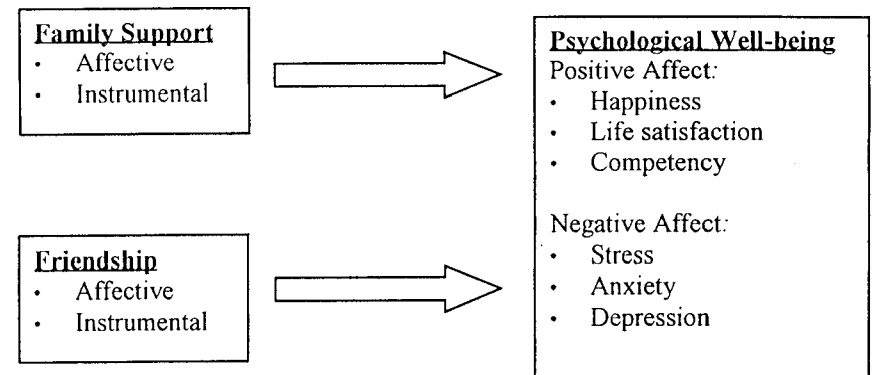 Family Support
• Affective
• Instrumental
Friendship
• Affective
• Instrumental
Psychological Well-being
Positive Affect:
• Happiness
• Life satisfaction
• Competency
Negative Affect:
• Stress
• Anxiety
• Depression